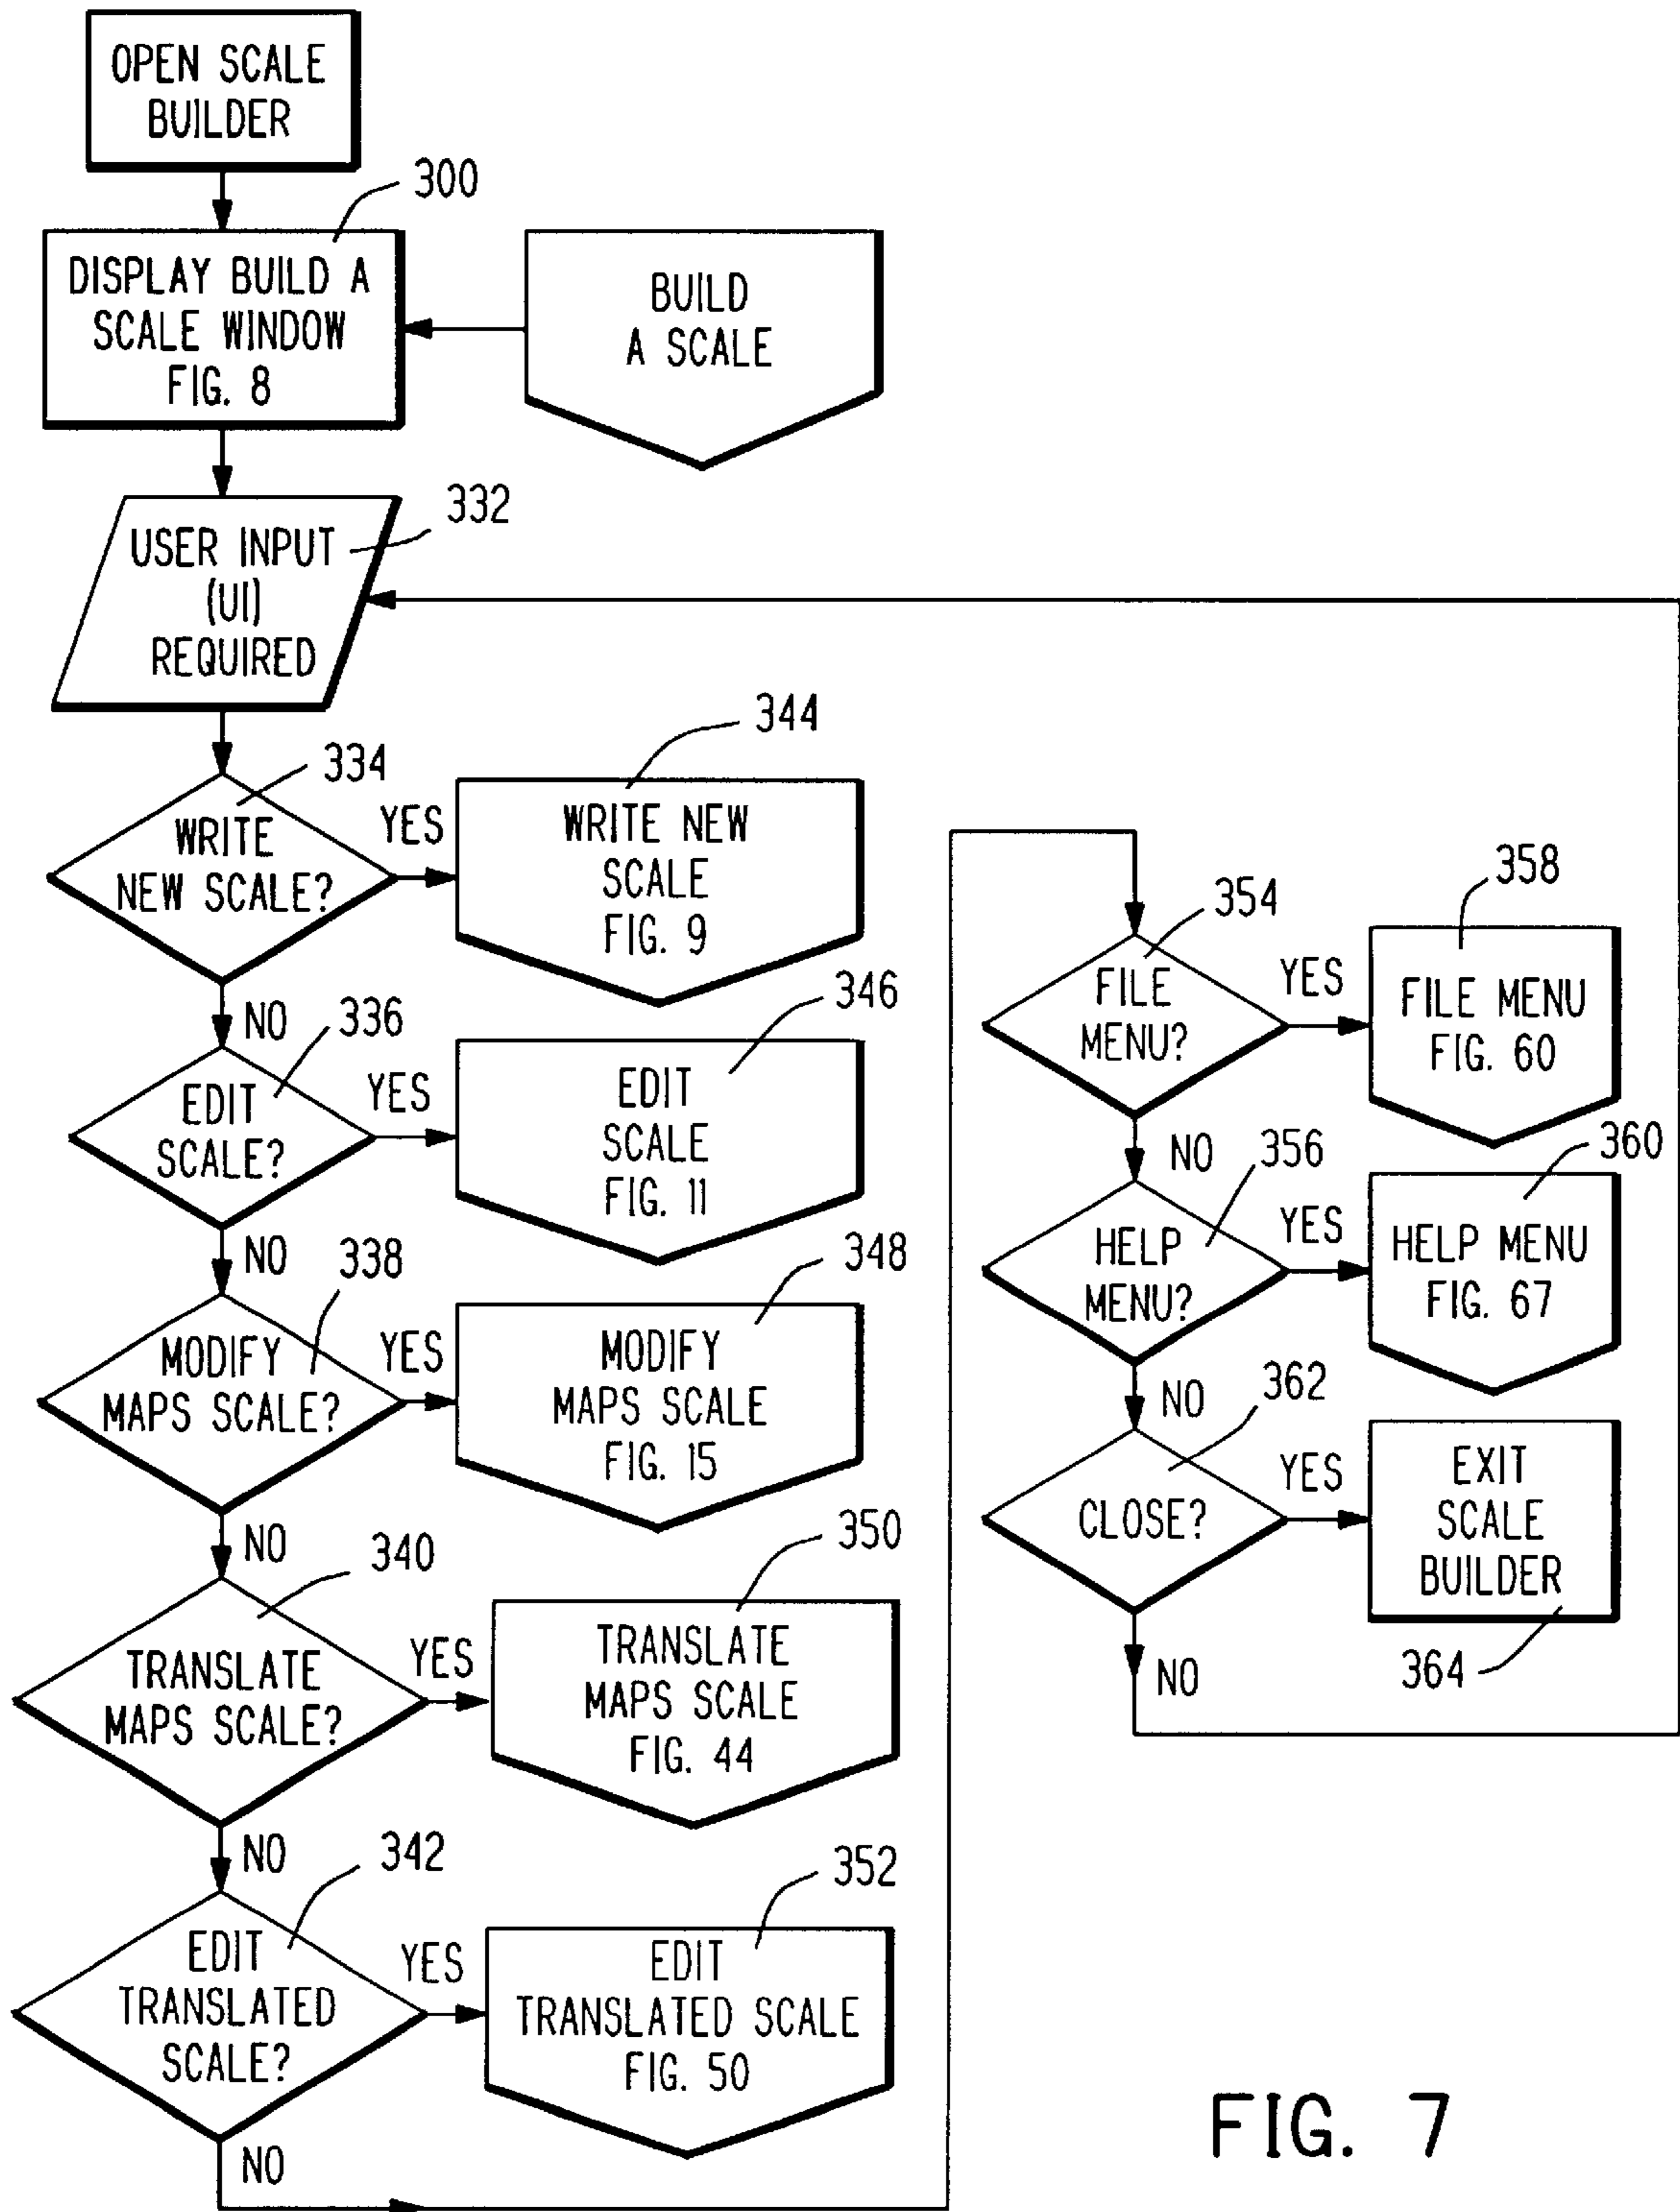 OPEN SCALE
BUILDER
300
DISPLAY BUILD A
SCALE WINDOW
FIG. 8
BUILD
A SCALE
332
USER INPUT
(UI)
REQUIRED
334
WRITE
NEW SCALE?
YES
344
WRITE NEW
SCALE
FIG. 9
NO
336
EDIT
SCALE?
YES
346
EDIT
SCALE
FIG. 11
NO
338
MODIFY
MAPS SCALE?
YES
348
MODIFY
MAPS SCALE
FIG. 15
NO
340
TRANSLATE
MAPS SCALE?
YES
350
TRANSLATE
MAPS SCALE
FIG. 44
NO
342
EDIT
TRANSLATED
SCALE?
YES
352
EDIT
TRANSLATED SCALE
FIG. 50
NO
354
FILE
MENU?
YES
358
FILE MENU
FIG. 60
NO
356
HELP
MENU?
YES
360
HELP MENU
FIG. 67
NO
362
CLOSE?
YES
EXIT
SCALE
BUILDER
364
NO
FIG. 7